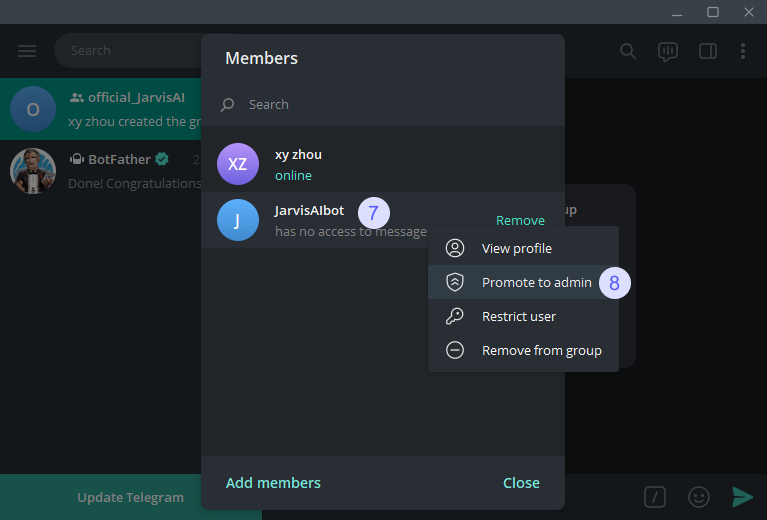 Search
Members
Search
official_JarvisAI
xy zhou created the gr
BotFather
Done! Congratulations
XZ
xy zhou
online
J
JarvisAIbot
7
has no access to message
Remove
up
View profile
Promote to admin
8
Restrict user
Remove from group
Add members
Close
Update Telegram
O
/